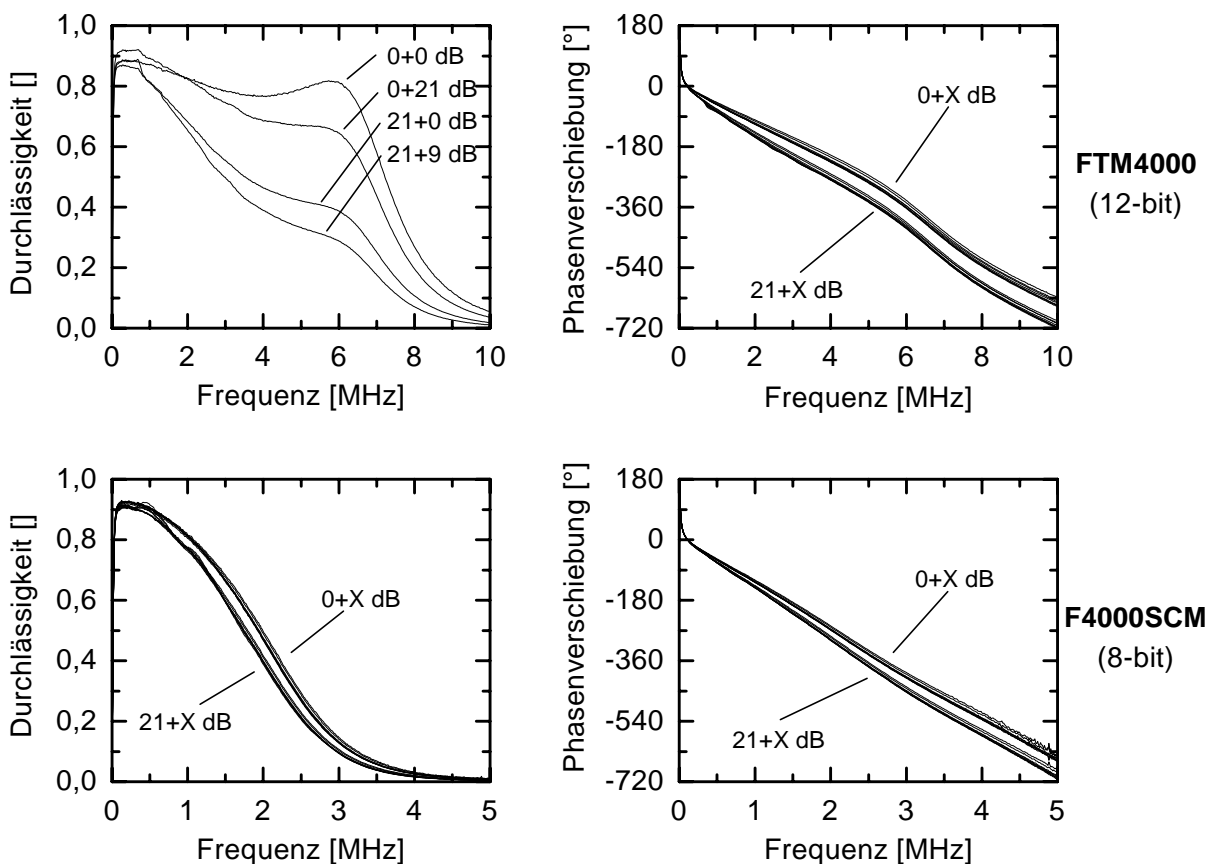 Durchlässigkeit []
1,0
0,8
0,6
0,4
0,2
0,0
0+0 dB
0+21 dB
21+0 dB
21+9 dB
0 2 4 6 8 10
Frequenz [MHz]
Phasenverschiebung [°]
180
0
-180
-360
-540
-720
0+X dB
21+X dB
0 2 4 6 8 10
Frequenz [MHz]
FTM4000
(12-bit)
Durchlässigkeit []
1,0
0,8
0,6
0,4
0,2
0,0
0+X dB
21+X dB
0 1 2 3 4 5
Frequenz [MHz]
Phasenverschiebung [°]
180
0
-180
-360
-540
-720
0+X dB
21+X dB
0 1 2 3 4 5
Frequenz [MHz]
F4000SCM
(8-bit)